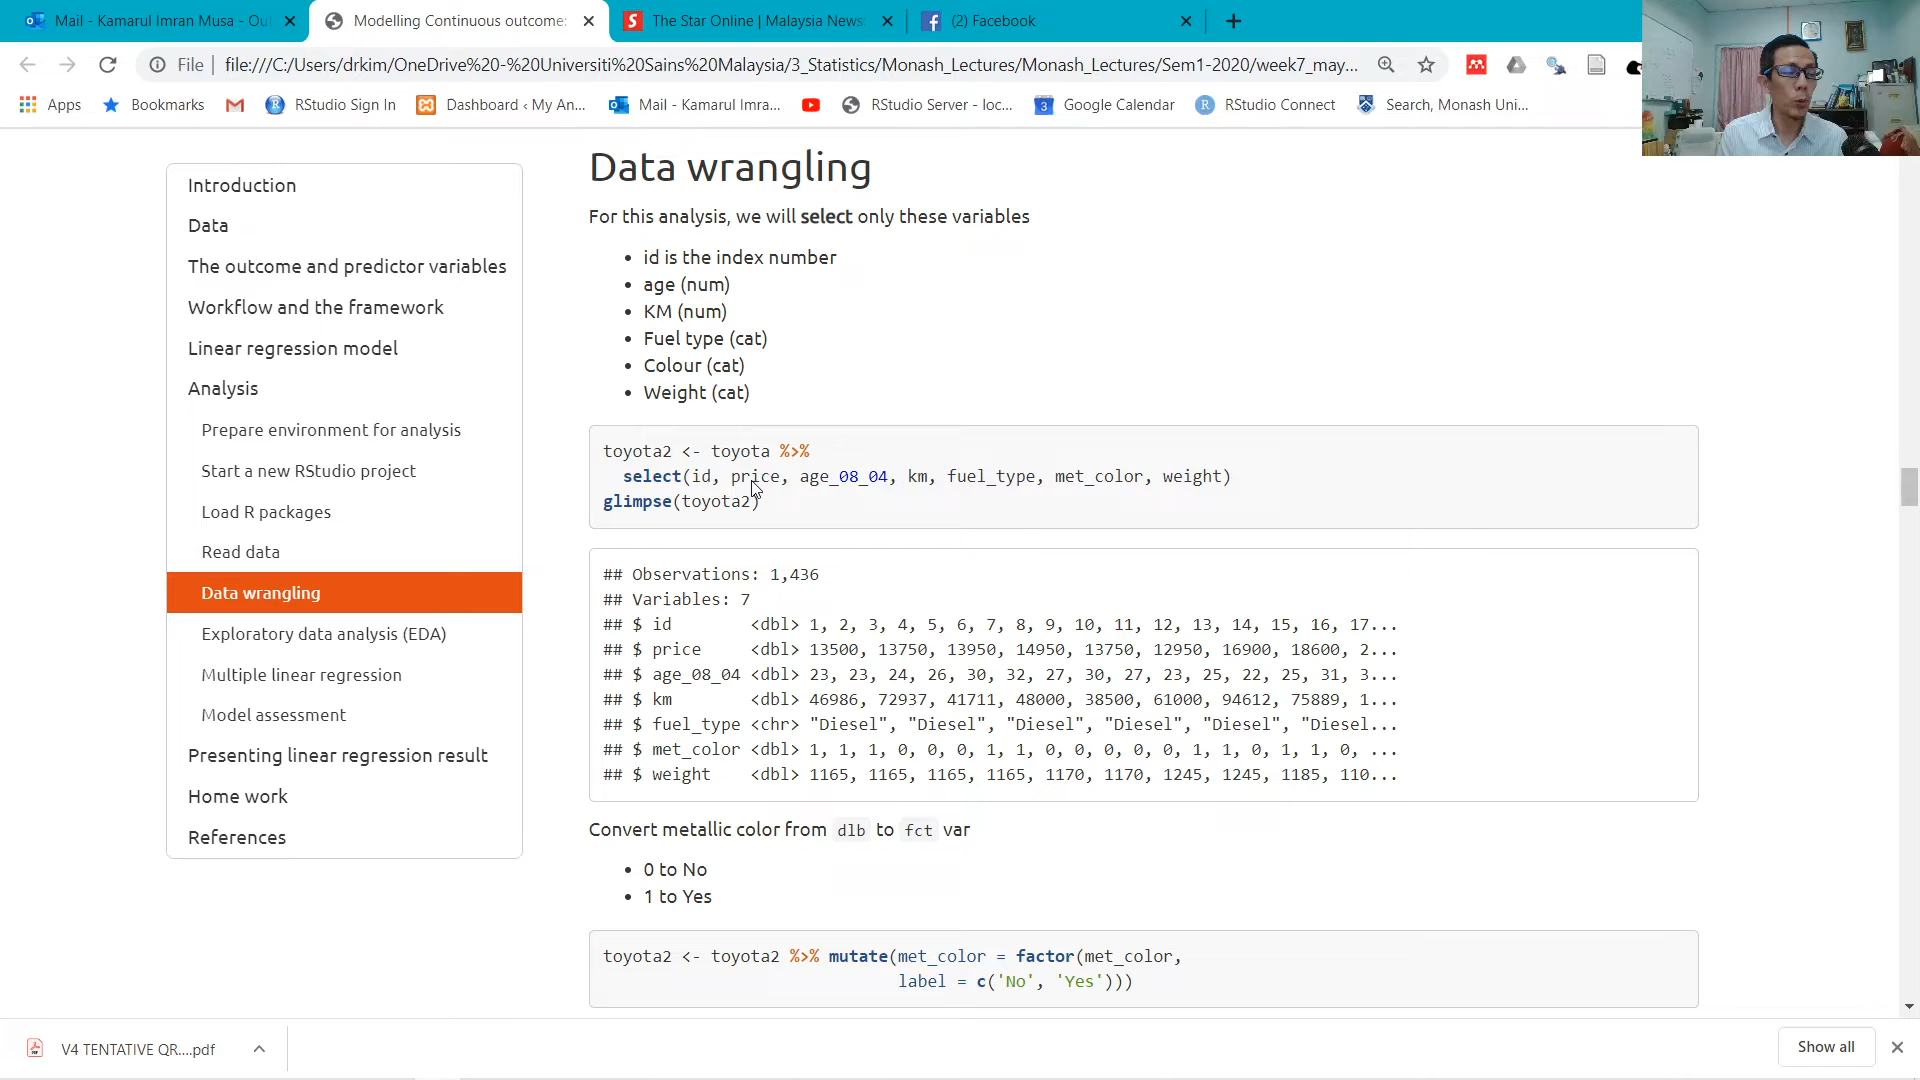 Mail - Kamarul Imran Musa - Ou
Modelling Continuous outcome:
The Star Online | Malaysia News
(2) Facebook
File
file:///C:/Users/drkim/OneDrive%20-%20Universiti%20Sains%20Malaysia/3_Statistics/Monash_Lectures/Monash_Lectures/Sem1-2020/week7_may...
Apps
Bookmarks
RStudio Sign In
Dashboard ‹ My An...
Mail - Kamarul Imra...
RStudio Server - loc...
Google Calendar
RStudio Connect
Search, Monash Uni...
Introduction
Data
The outcome and predictor variables
Workflow and the framework
Linear regression model
Analysis
Prepare environment for analysis
Start a new RStudio project
Load R packages
Read data
Data wrangling
Exploratory data analysis (EDA)
Multiple linear regression
Model assessment
Presenting linear regression result
Home work
References
Data wrangling
For this analysis, we will select only these variables
• id is the index number
• age (num)
• KM (num)
• Fuel type (cat)
• Colour (cat)
• Weight (cat)
toyota2 <- toyota %>%
select(id, price, age_08_04, km, fuel_type, met_color, weight)
glimpse(toyota2)
## Observations: 1,436
## Variables: 7
## $ id <dbl> 1, 2, 3, 4, 5, 6, 7, 8, 9, 10, 11, 12, 13, 14, 15, 16, 17...
## $ price <dbl> 13500, 13750, 13950, 14950, 13750, 12950, 16900, 18600, 2...
## $ age_08_04 <dbl> 23, 23, 24, 26, 30, 32, 27, 30, 27, 23, 25, 22, 25, 31, 3...
## $ km <dbl> 46986, 72937, 41711, 48000, 38500, 61000, 94612, 75889, 1...
## $ fuel_type <chr> "Diesel", "Diesel", "Diesel", "Diesel", "Diesel", "Diesel...
## $ met_color <dbl> 1, 1, 1, 0, 0, 0, 1, 1, 0, 0, 0, 0, 0, 1, 1, 0, 1, 1, 0, ...
## $ weight <dbl> 1165, 1165, 1165, 1165, 1170, 1170, 1245, 1245, 1185, 110...
Convert metallic color from dlb to fct var
• 0 to No
• 1 to Yes
toyota2 <- toyota2 %>% mutate(met_color = factor(met_color,
label = c('No', 'Yes')))
V4 TENTATIVE QR....pdf
Show all